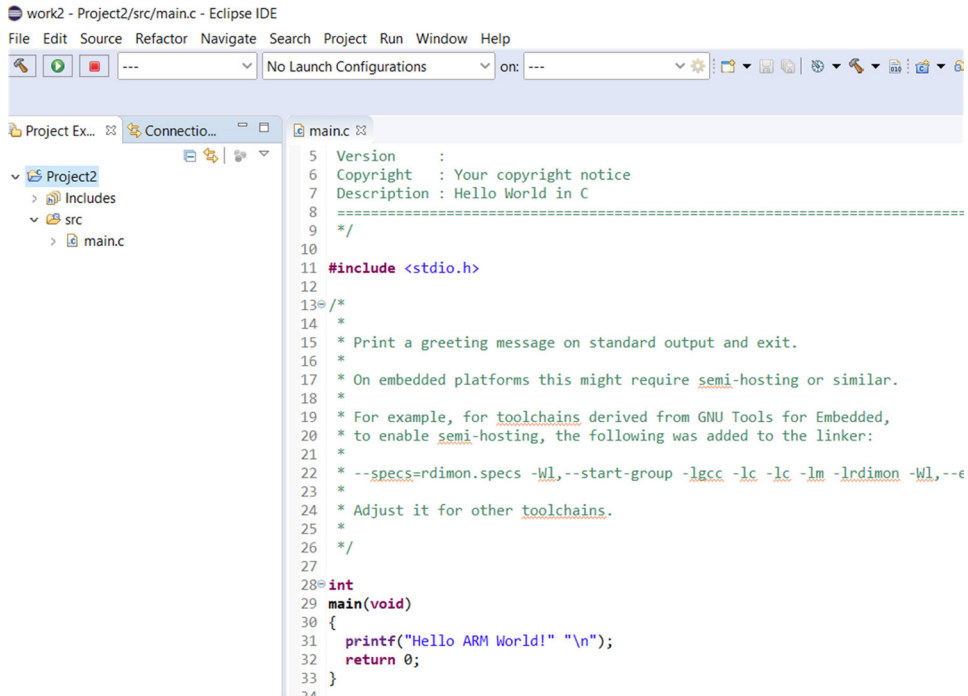 work2 - Project2/src/main.c - Eclipse IDE
File Edit Source Refactor Navigate Search Project Run Window Help
--- No Launch Configurations on: ---
Project Ex... Connectio...
Project2
Includes
src
main.c
main.c
5 Version :
6 Copyright : Your copyright notice
7 Description : Hello World in C
8 ===========================================================================
9 */
10
11 #include <stdio.h>
12
13 /*
14 *
15 * Print a greeting message on standard output and exit.
16 *
17 * On embedded platforms this might require semi-hosting or similar.
18 *
19 * For example, for toolchains derived from GNU Tools for Embedded,
20 * to enable semi-hosting, the following was added to the linker:
21 *
22 * --specs=rdimon.specs -Wl,--start-group -lgcc -lc -lc -lm -lrdimon -Wl,--e
23 *
24 * Adjust it for other toolchains.
25 *
26 */
27
28 int
29 main(void)
30 {
31 printf("Hello ARM World!" "\n");
32 return 0;
33 }